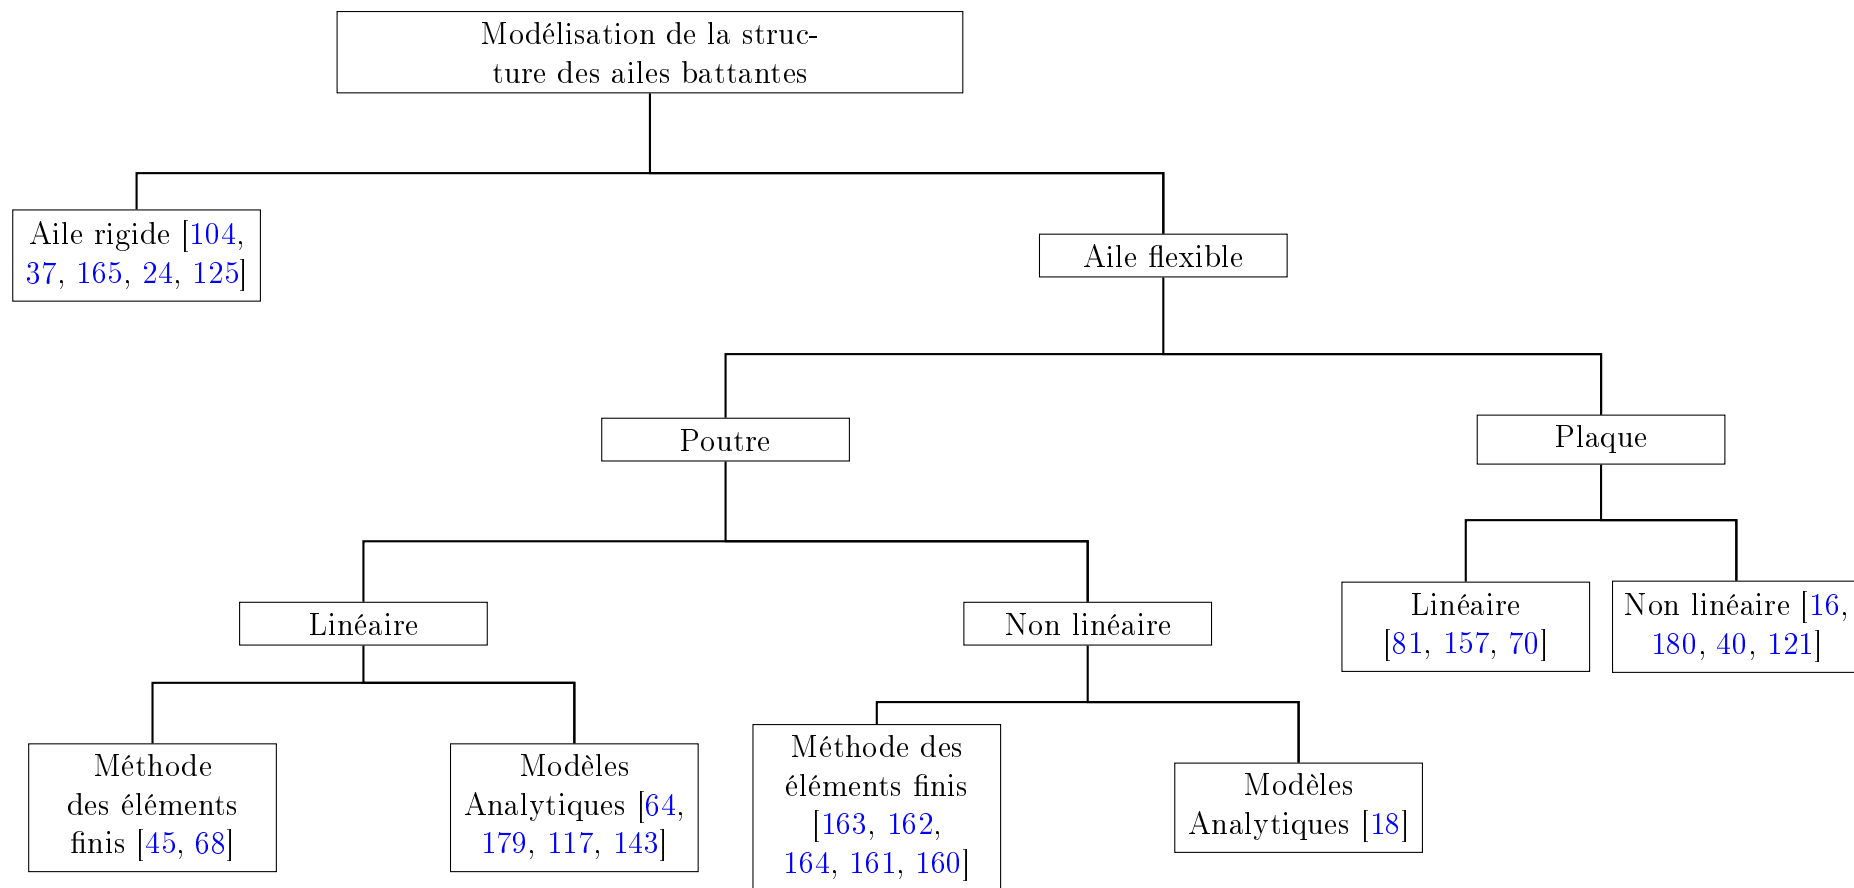 Modélisation de la struc-
ture des ailes battantes
Aile rigide [104,
37, 165, 24, 125]
Aile flexible
Poutre
Plaque
Linéaire
Non linéaire
Linéaire
[81, 157, 70]
Non linéaire [16,
180, 40, 121]
Méthode
des éléments
finis [45, 68]
Modèles
Analytiques [64,
179, 117, 143]
Méthode des
éléments finis
[163, 162,
164, 161, 160]
Modèles
Analytiques [18]